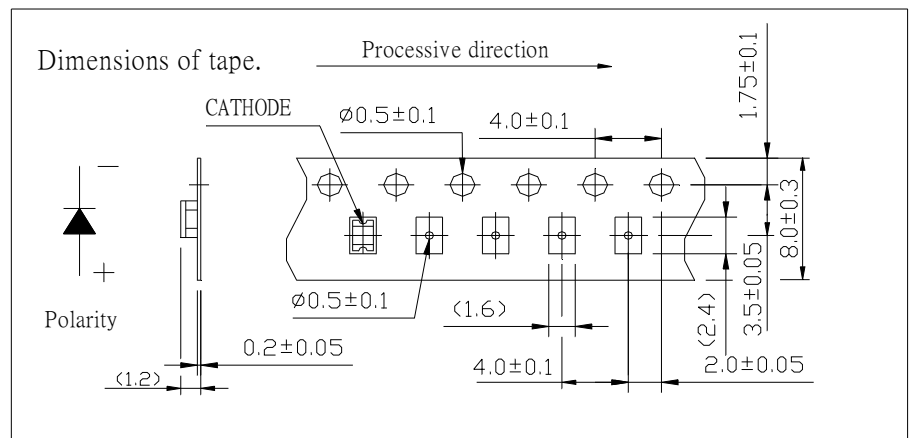 Dimensions of tape.
Processive direction
CATHODE
ø0.5±0.1
4.0±0.1
1.75±0.1
8.0±0.3
3.5±0.05
−
+
Polarity
ø0.5±0.1
(1.6)
(2.4)
0.2±0.05
(1.2)
4.0±0.1
2.0±0.05